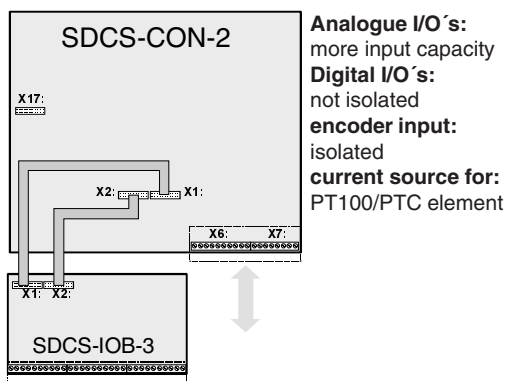 SDCS-CON-2
X17:
X2:
X1:
X6:
X7:
X1:
X2:
SDCS-IOB-3
Analogue I/O´s:
more input capacity
Digital I/O´s:
not isolated
encoder input:
isolated
current source for:
PT100/PTC element